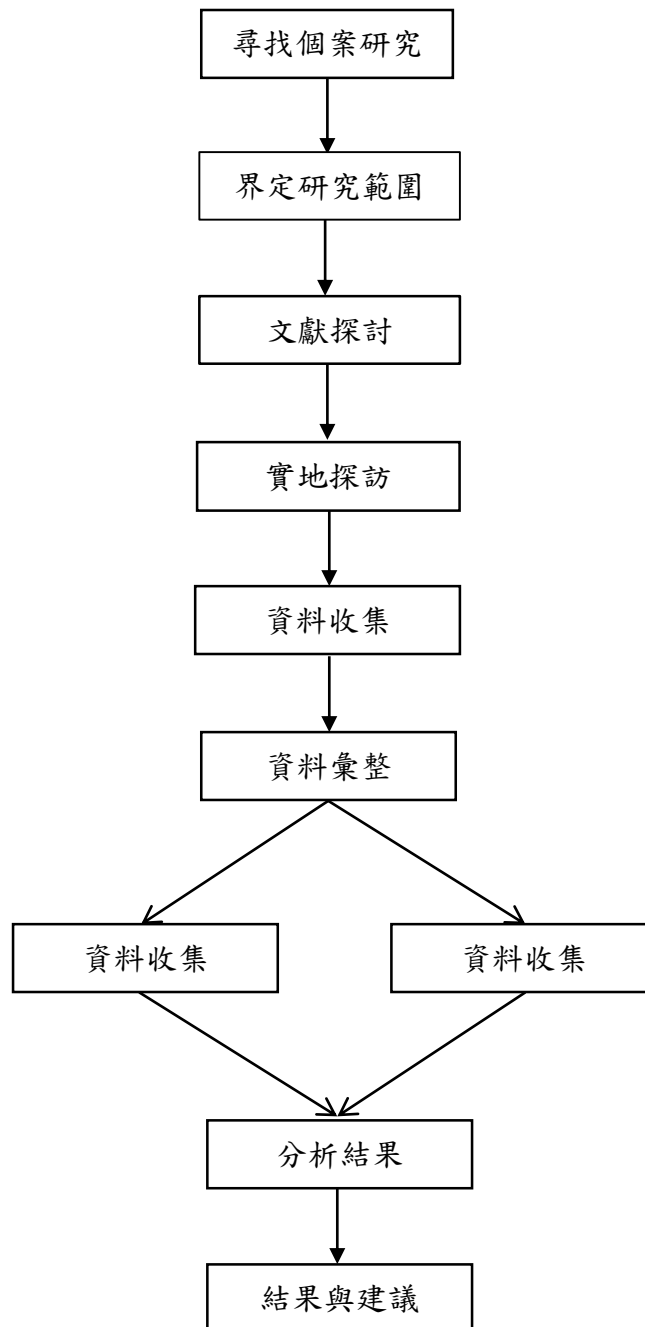 尋找個案研究
界定研究範圍
文獻探討
實地探訪
資料收集
資料彙整
資料收集
資料收集
分析結果
結果與建議